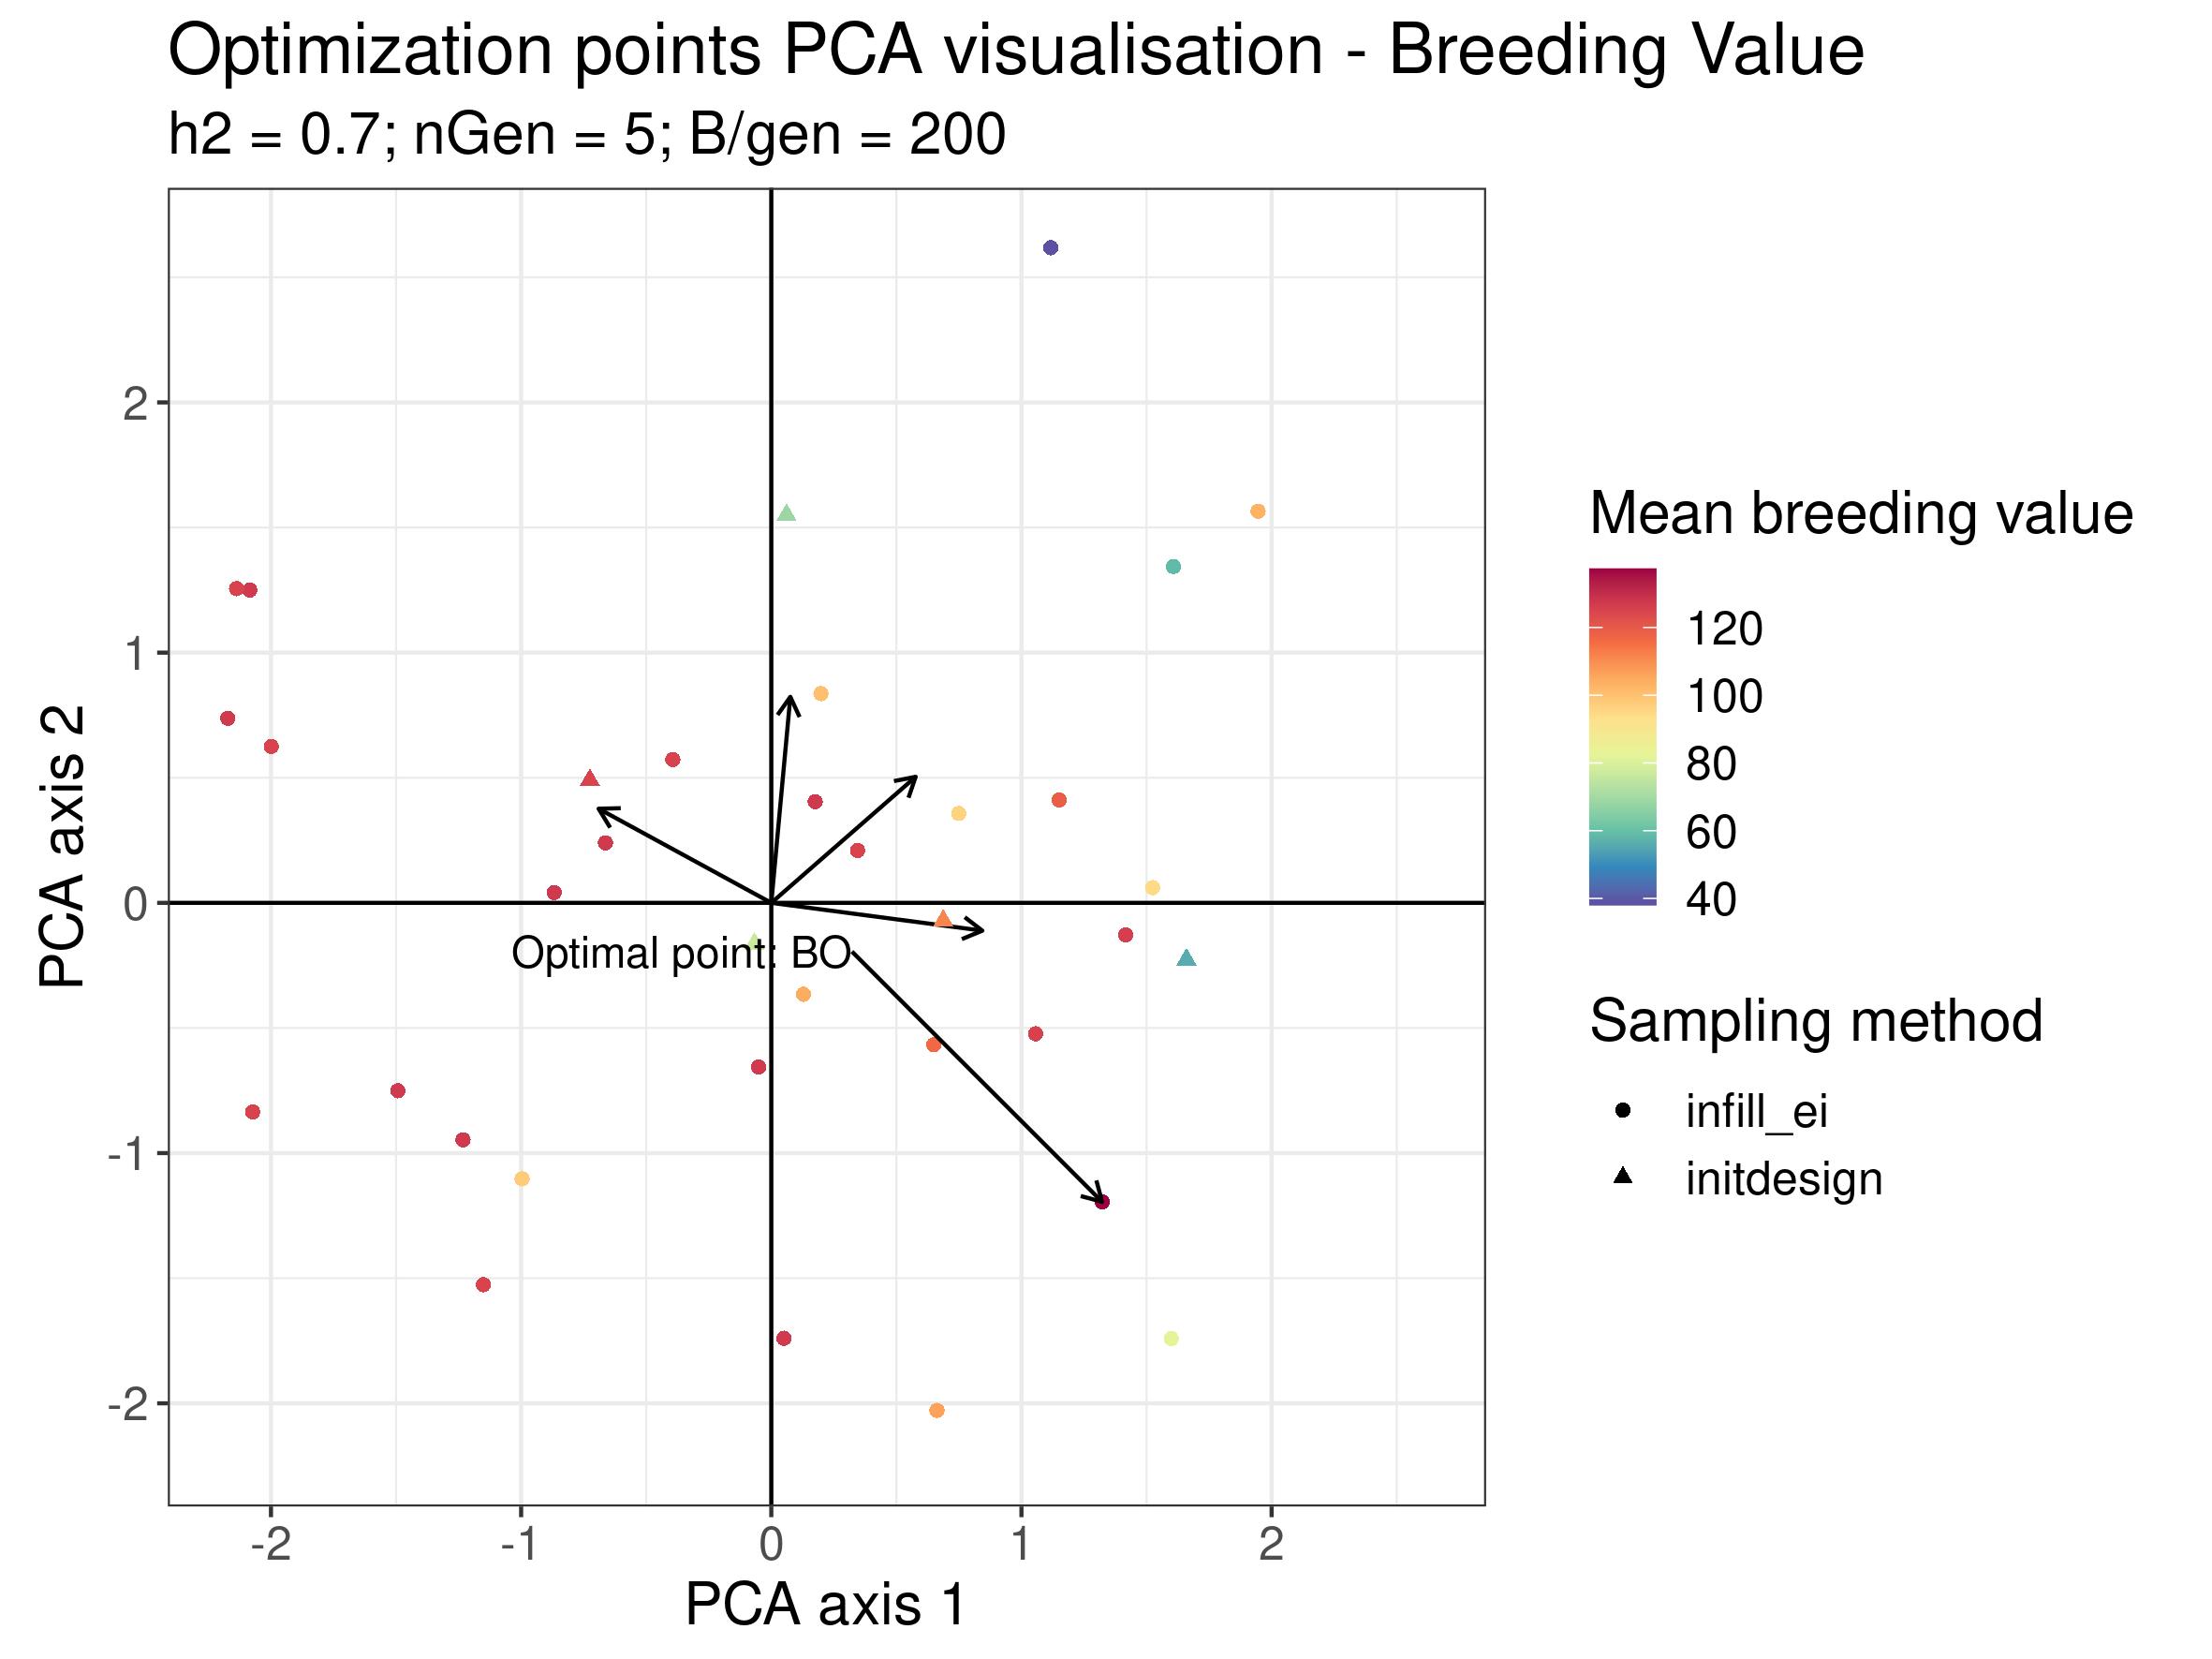 Optimization points PCA visualisation - Breeding Value
h2 = 0.7; nGen = 5; B/gen = 200
PCA axis 2
2
1
0
-1
-2
Optimal point: BO
-2
-1
0
1
2
PCA axis 1
Mean breeding value
120
100
80
60
40
Sampling method
infill_ei
initdesign